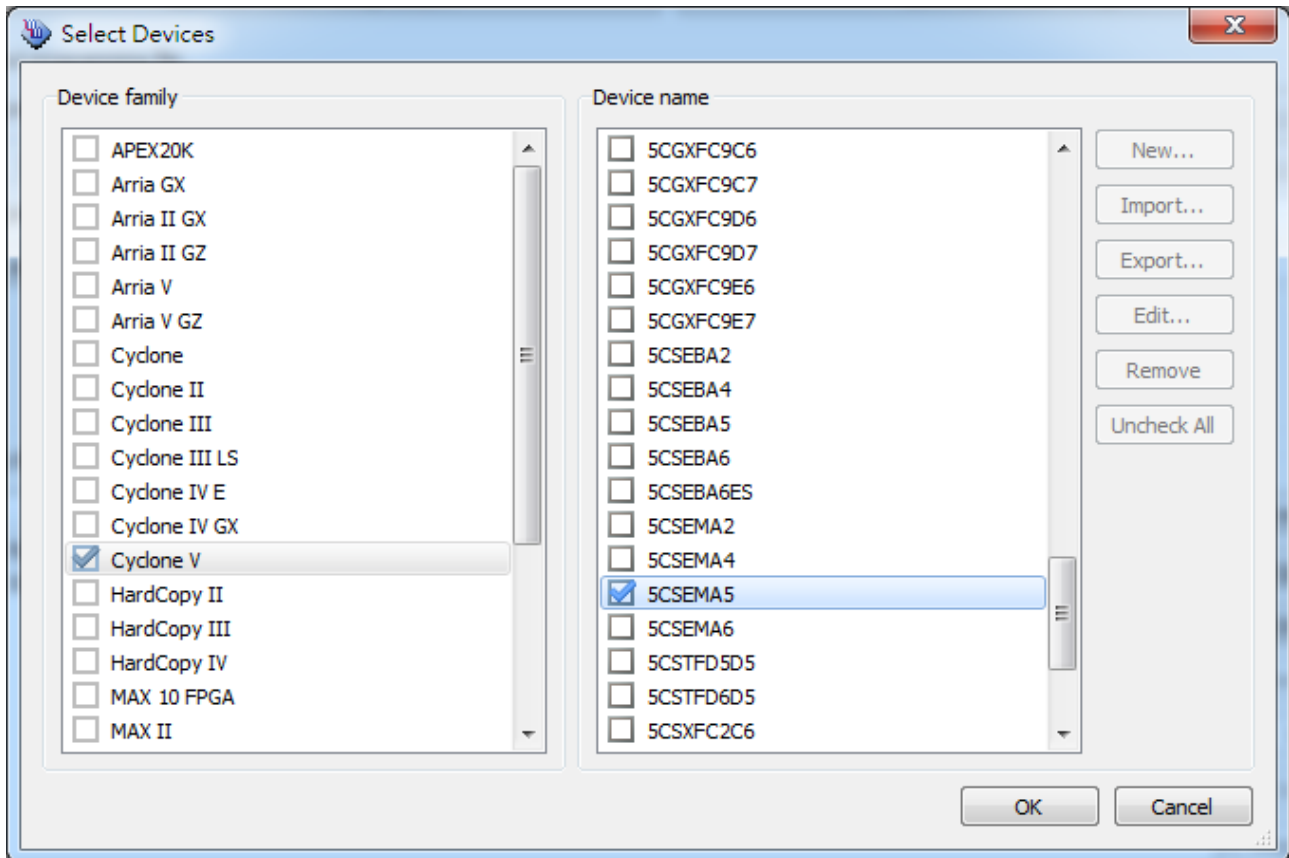 Select Devices
Device family
APEX20K
Arria GX
Arria II GX
Arria II GZ
Arria V
Arria V GZ
Cyclone
Cyclone II
Cyclone III
Cyclone III LS
Cyclone IV E
Cyclone IV GX
Cyclone V
HardCopy II
HardCopy III
HardCopy IV
MAX 10 FPGA
MAX II
Device name
5CGXFC9C6
5CGXFC9C7
5CGXFC9D6
5CGXFC9D7
5CGXFC9E6
5CGXFC9E7
5CSEBA2
5CSEBA4
5CSEBA5
5CSEBA6
5CSEBA6ES
5CSEMA2
5CSEMA4
5CSEMA5
5CSEMA6
5CSTFD5D5
5CSTFD6D5
5CSXFC2C6
New...
Import...
Export...
Edit...
Remove
Uncheck All
OK
Cancel